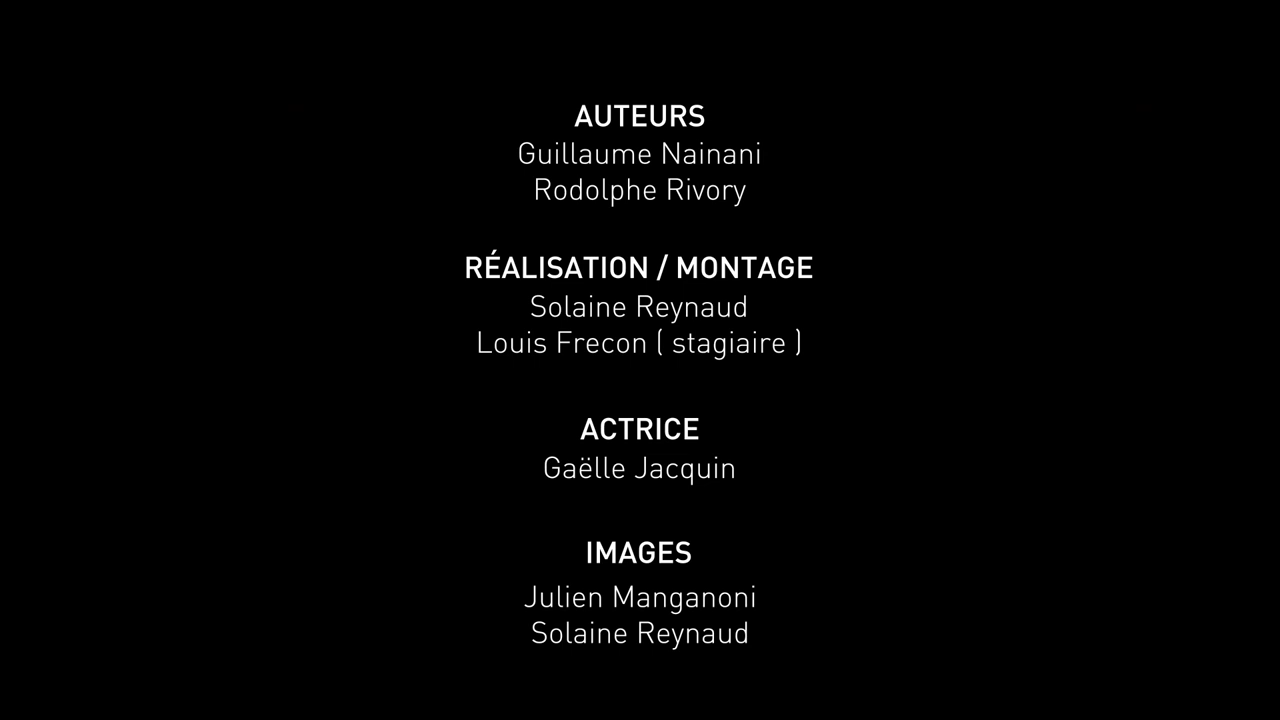 AUTEURS
Guillaume Nainani
Rodolphe Rivory
RÉALISATION / MONTAGE
Solaine Reynaud
Louis Frecon ( stagiaire )
ACTRICE
Gaëlle Jacquin
IMAGES
Julien Manganoni
Solaine Reynaud